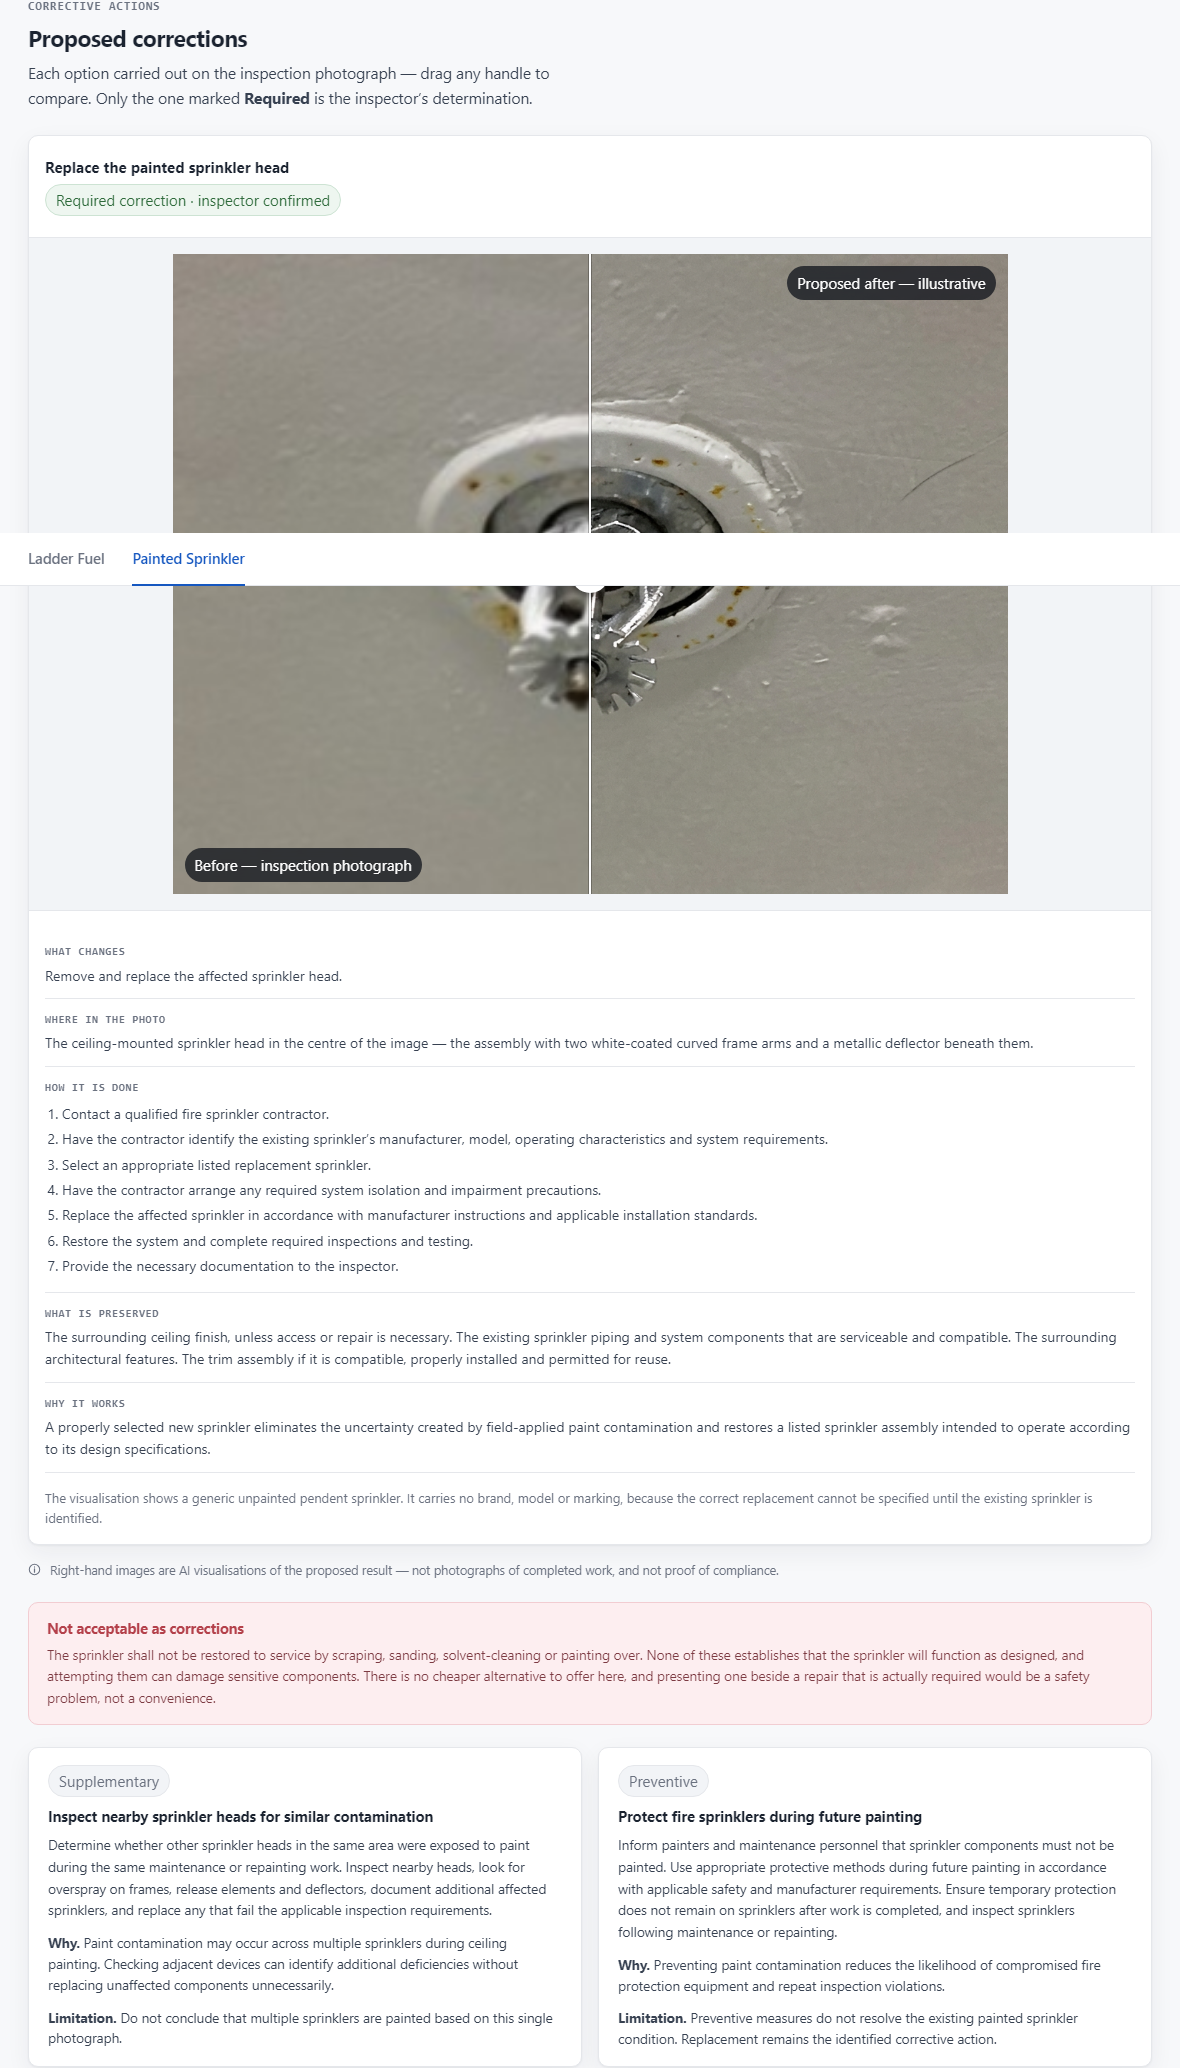 CORRECTIVE ACTIONS
Proposed corrections
Each option carried out on the inspection photograph — drag any handle to
compare. Only the one marked Required is the inspector's determination.
Replace the painted sprinkler head
Required correction · inspector confirmed
Proposed after — illustrative
Ladder Fuel
Painted Sprinkler
Before — inspection photograph
WHAT CHANGES
Remove and replace the affected sprinkler head.
WHERE IN THE PHOTO
The ceiling-mounted sprinkler head in the centre of the image — the assembly with two white-coated curved frame arms and a metallic deflector beneath them.
HOW IT IS DONE
1. Contact a qualified fire sprinkler contractor.
2. Have the contractor identify the existing sprinkler's manufacturer, model, operating characteristics and system requirements.
3. Select an appropriate listed replacement sprinkler.
4. Have the contractor arrange any required system isolation and impairment precautions.
5. Replace the affected sprinkler in accordance with manufacturer instructions and applicable installation standards.
6. Restore the system and complete required inspections and testing.
7. Provide the necessary documentation to the inspector.
WHAT IS PRESERVED
The surrounding ceiling finish, unless access or repair is necessary. The existing sprinkler piping and system components that are serviceable and compatible. The surrounding
architectural features. The trim assembly if it is compatible, properly installed and permitted for reuse.
WHY IT WORKS
A properly selected new sprinkler eliminates the uncertainty created by field-applied paint contamination and restores a listed sprinkler assembly intended to operate according
to its design specifications.
The visualisation shows a generic unpainted pendent sprinkler. It carries no brand, model or marking, because the correct replacement cannot be specified until the existing sprinkler is
identified.
Right-hand images are AI visualisations of the proposed result — not photographs of completed work, and not proof of compliance.
Not acceptable as corrections
The sprinkler shall not be restored to service by scraping, sanding, solvent-cleaning or painting over. None of these establishes that the sprinkler will function as designed, and
attempting them can damage sensitive components. There is no cheaper alternative to offer here, and presenting one beside a repair that is actually required would be a safety
problem, not a convenience.
Supplementary
Inspect nearby sprinkler heads for similar contamination
Determine whether other sprinkler heads in the same area were exposed to paint
during the same maintenance or repainting work. Inspect nearby heads, look for
overspray on frames, release elements and deflectors, document additional affected
sprinklers, and replace any that fail the applicable inspection requirements.
Why. Paint contamination may occur across multiple sprinklers during ceiling
painting. Checking adjacent devices can identify additional deficiencies without
replacing unaffected components unnecessarily.
Limitation. Do not conclude that multiple sprinklers are painted based on this single
photograph.
Preventive
Protect fire sprinklers during future painting
Inform painters and maintenance personnel that sprinkler components must not be
painted. Use appropriate protective methods during future painting in accordance
with applicable safety and manufacturer requirements. Ensure temporary protection
does not remain on sprinklers after work is completed, and inspect sprinklers
following maintenance or repainting.
Why. Preventing paint contamination reduces the likelihood of compromised fire
protection equipment and repeat inspection violations.
Limitation. Preventive measures do not resolve the existing painted sprinkler
condition. Replacement remains the identified corrective action.